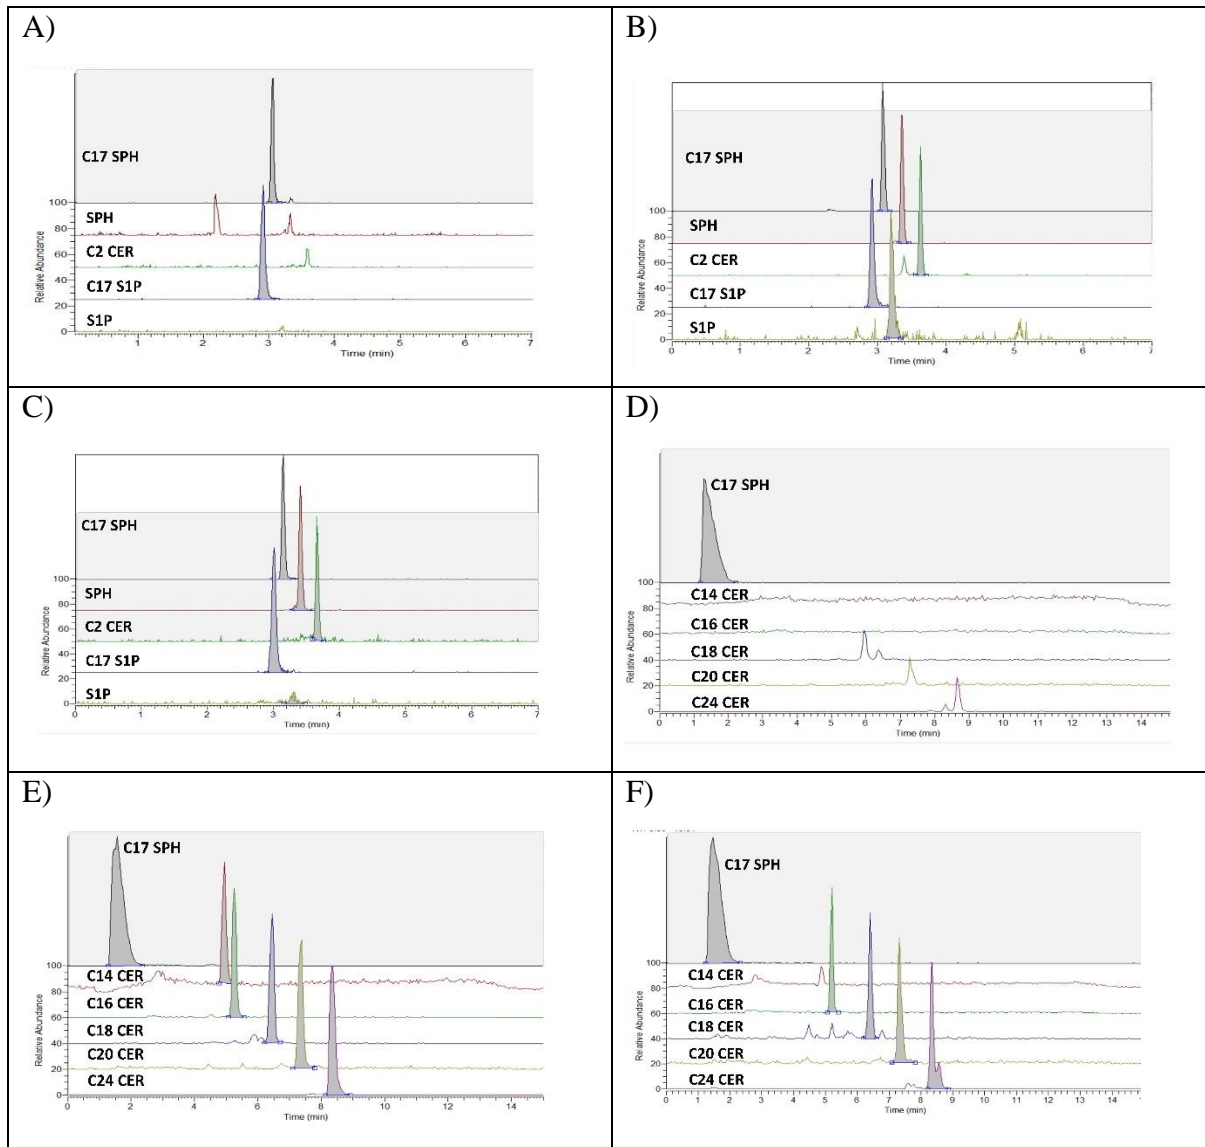 A)
C17 SPH
SPH
C2 CER
C17 S1P
S1P
Relative Abundance
100
80
60
40
20
0
0 1 2 3 4 5 6 7
Time (min)
B)
C17 SPH
SPH
C2 CER
C17 S1P
S1P
Relative Abundance
100
80
60
40
20
0
0 1 2 3 4 5 6 7
Time (min)
C)
C17 SPH
SPH
C2 CER
C17 S1P
S1P
Relative Abundance
100
80
60
40
20
0
0 1 2 3 4 5 6 7
Time (min)
D)
C17 SPH
C14 CER
C16 CER
C18 CER
C20 CER
C24 CER
Relative Abundance
100
80
60
40
20
0
0 1 2 3 4 5 6 7 8 9 10 11 12 13 14
Time (min)
E)
C17 SPH
C14 CER
C16 CER
C18 CER
C20 CER
C24 CER
Relative Abundance
100
80
60
40
20
0
0 2 4 6 8 10 12 14
Time (min)
F)
C17 SPH
C14 CER
C16 CER
C18 CER
C20 CER
C24 CER
Relative Abundance
100
80
60
40
20
0
0 1 2 3 4 5 6 7 8 9 10 11 12 13 14
Time (min)